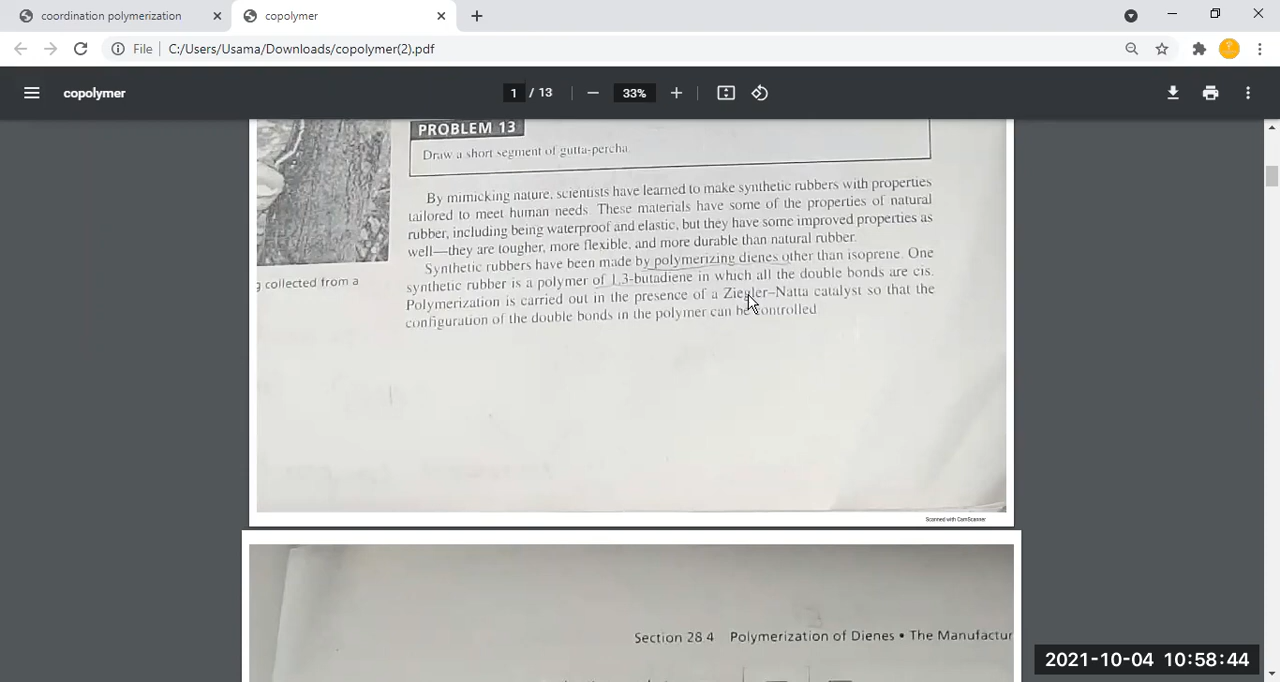 coordination polymerization
copolymer
File
C:/Users/Usama/Downloads/copolymer(2).pdf
copolymer
1 / 13
33%
PROBLEM 13
Draw a short segment of gutta-percha
By mimicking nature, scientists have learned to make synthetic rubbers with properties
tailored to meet human needs These materials have some of the properties of natural
rubber, including being waterproof and elastic, but they have some improved properties as
well—they are tougher, more flexible, and more durable than natural rubber.
Synthetic rubbers have been made by polymerizing dienes other than isoprene. One
synthetic rubber is a polymer of 1,3-butadiene in which all the double bonds are cis.
Polymerization is carried out in the presence of a Ziegler–Natta catalyst so that the
configuration of the double bonds in the polymer can be controlled
g collected from a
Scanned with CamScanner
Section 28 4 Polymerization of Dienes • The Manufactur
2021-10-04 10:58:44